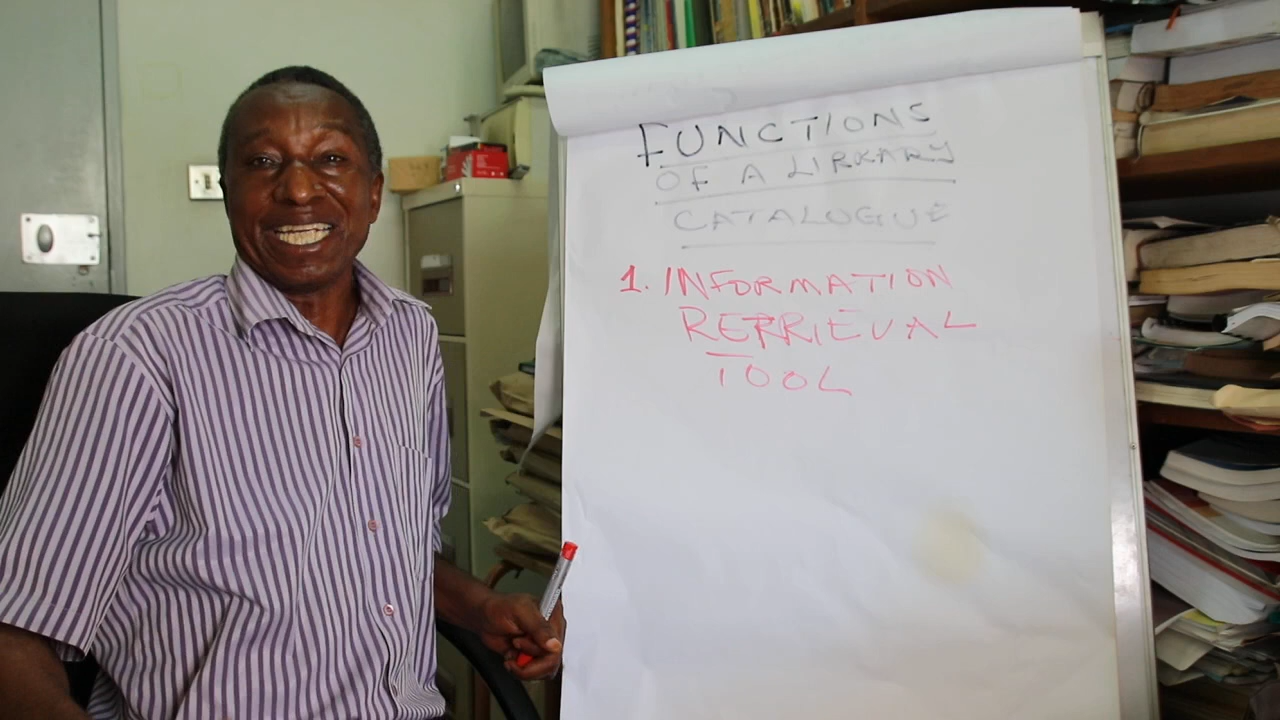 FUNCTIONS
OF A LIBRARY
CATALOGUE
1. INFORMATION
RETRIEVAL
TOOL